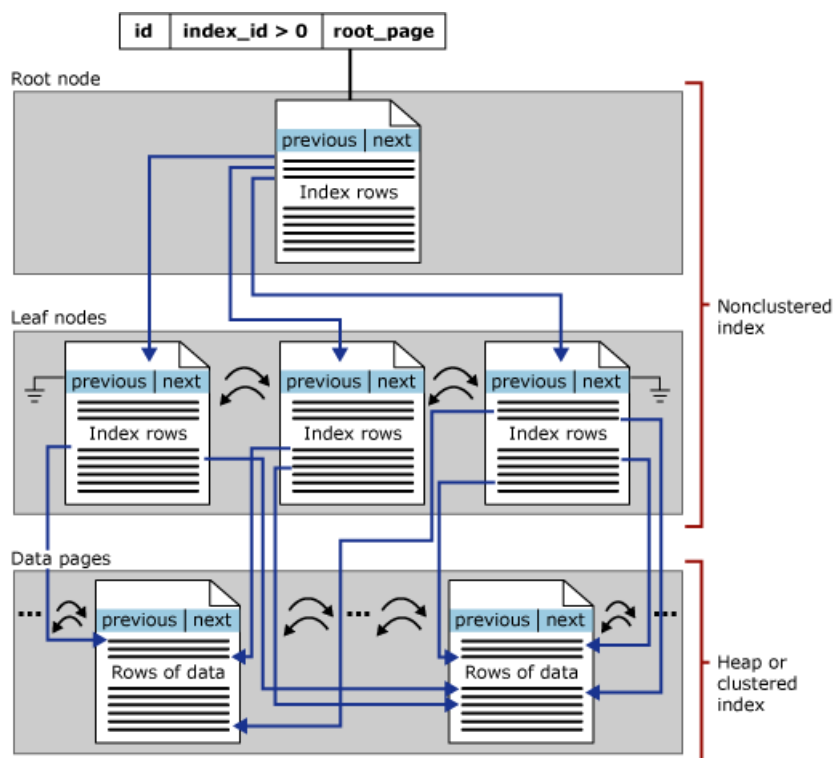 id index_id > 0 root_page
Root node
previous next
Index rows
Nonclustered
index
Leaf nodes
previous next previous next previous next
Index rows Index rows Index rows
Data pages
... ... ...
previous next previous next
Rows of data Rows of data
Heap or
clustered
index